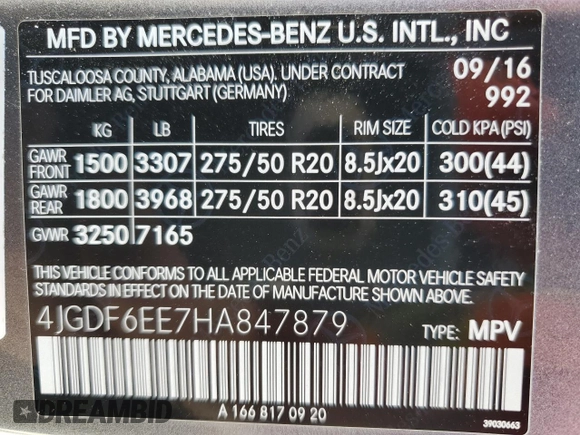 MFD BY MERCEDES-BENZ U.S. INTL., INC
TUSCALOOSA COUNTY, ALABAMA (USA). UNDER CONTRACT 09/16
FOR DAIMLER AG, STUTTGART (GERMANY) 992
KG LB TIRES RIM SIZE COLD KPA (PSI)
GAWR FRONT 1500 3307 275/50 R20 8.5Jx20 300(44)
GAWR REAR 1800 3968 275/50 R20 8.5Jx20 310(45)
GVWR 3250 7165
THIS VEHICLE CONFORMS TO ALL APPLICABLE FEDERAL MOTOR VEHICLE SAFETY
STANDARDS IN EFFECT ON THE DATE OF MANUFACTURE SHOWN ABOVE.
4JGDF6EE7HA847879 TYPE: MPV
A 166 817 09 20
39030663
DREAMBID